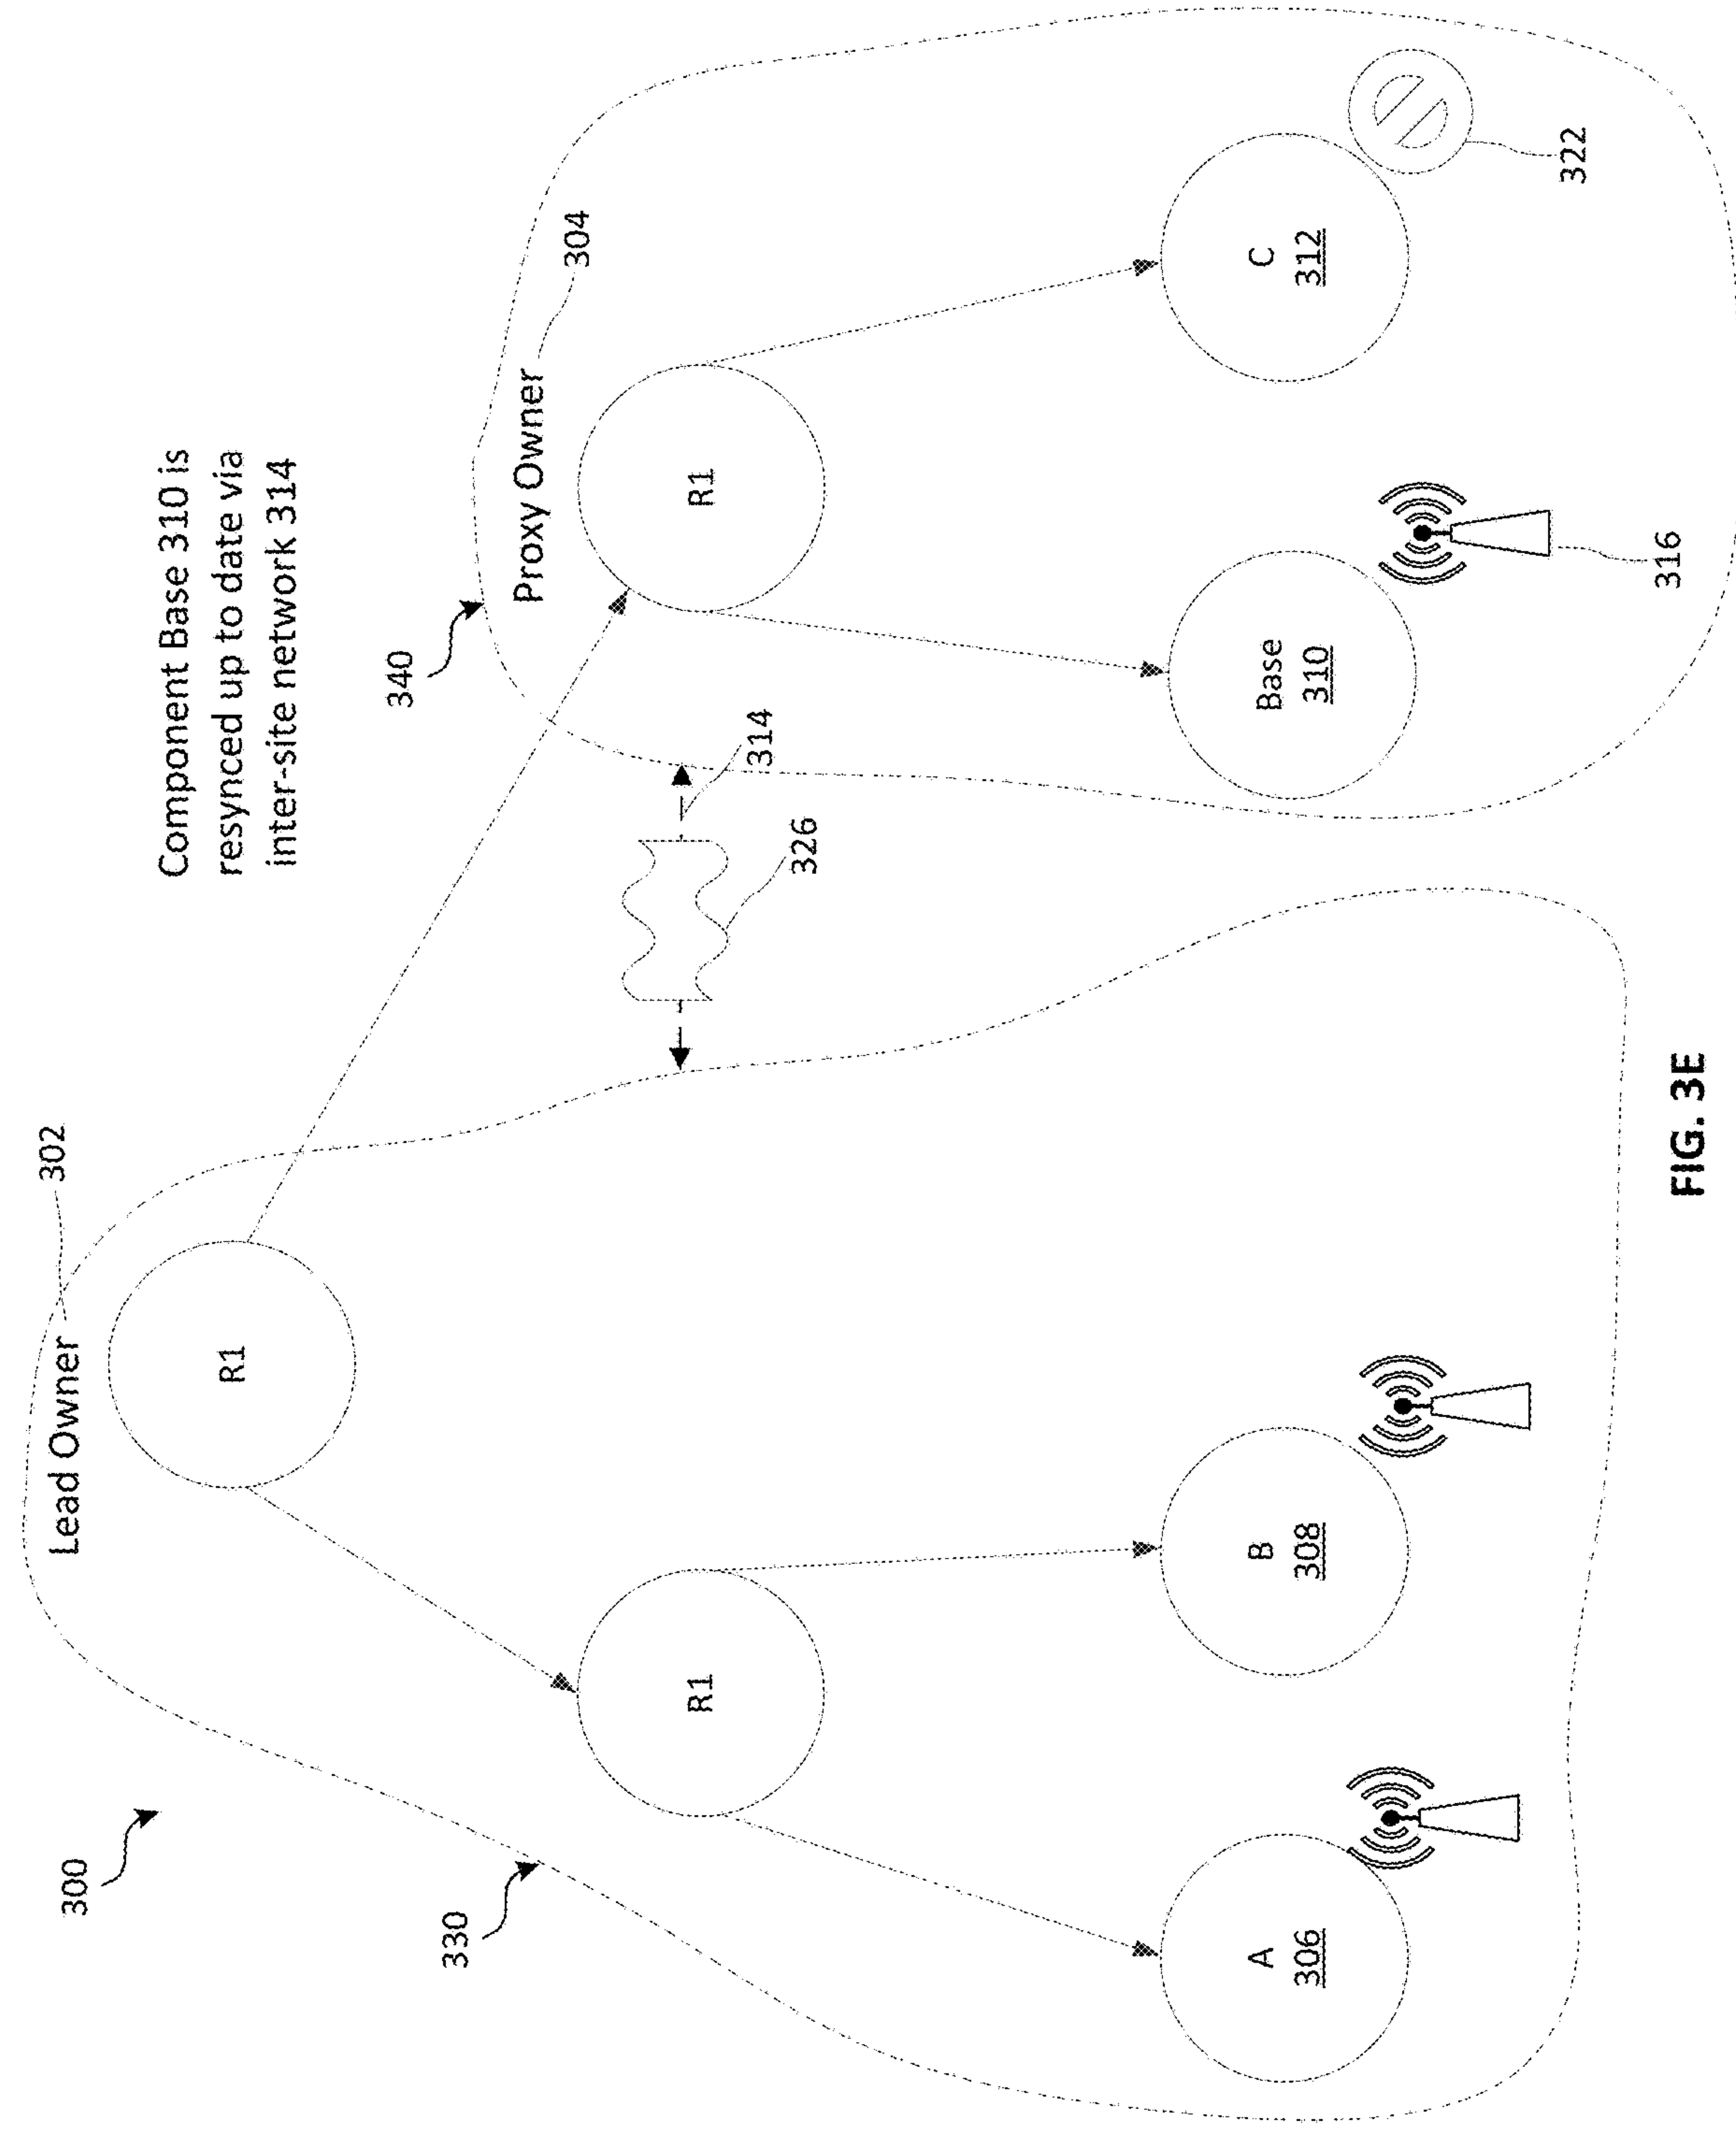 300
Lead Owner
302
R1
Component Base 310 is
resynced up to date via
inter-site network 314
330
340
Proxy Owner
304
R1
R1
314
326
A
306
B
308
Base
310
C
312
316
322
FIG. 3E